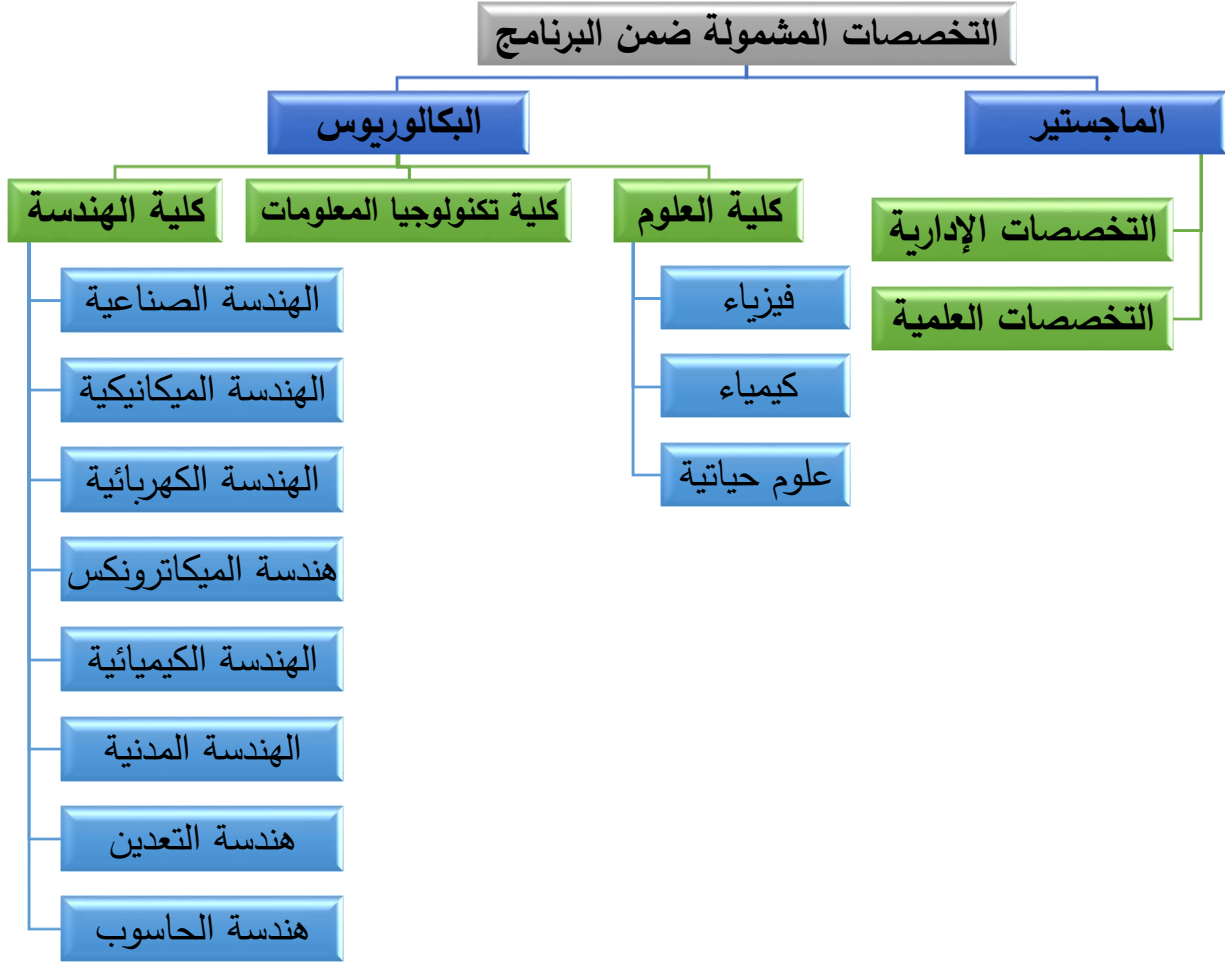 التخصصات المشمولة ضمن البرنامج
الماجستير
التخصصات الإدارية
التخصصات العلمية
البكالوريوس
كلية العلوم
فيزياء
كيمياء
علوم حياتية
كلية تكنولوجيا المعلومات
كلية الهندسة
الهندسة الصناعية
الهندسة الميكانيكية
الهندسة الكهربائية
هندسة الميكاترونكس
الهندسة الكيميائية
الهندسة المدنية
هندسة التعدين
هندسة الحاسوب